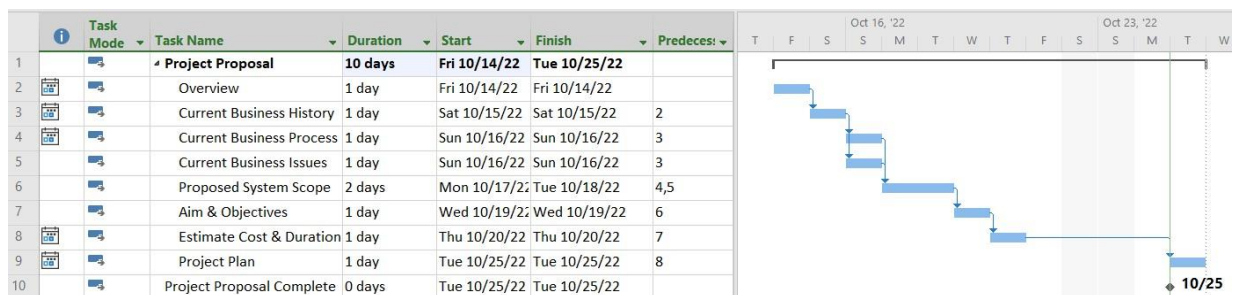 Oct 16, '22 Oct 23, '22
Task Mode Task Name Duration Start Finish Predeces: T F S S M T W T F S S M T W
1 Project Proposal 10 days Fri 10/14/22 Tue 10/25/22
2 Overview 1 day Fri 10/14/22 Fri 10/14/22
3 Current Business History 1 day Sat 10/15/22 Sat 10/15/22 2
4 Current Business Process 1 day Sun 10/16/22 Sun 10/16/22 3
5 Current Business Issues 1 day Sun 10/16/22 Sun 10/16/22 3
6 Proposed System Scope 2 days Mon 10/17/22 Tue 10/18/22 4,5
7 Aim & Objectives 1 day Wed 10/19/22 Wed 10/19/22 6
8 Estimate Cost & Duration 1 day Thu 10/20/22 Thu 10/20/22 7
9 Project Plan 1 day Tue 10/25/22 Tue 10/25/22 8
10 Project Proposal Complete 0 days Tue 10/25/22 Tue 10/25/22 10/25